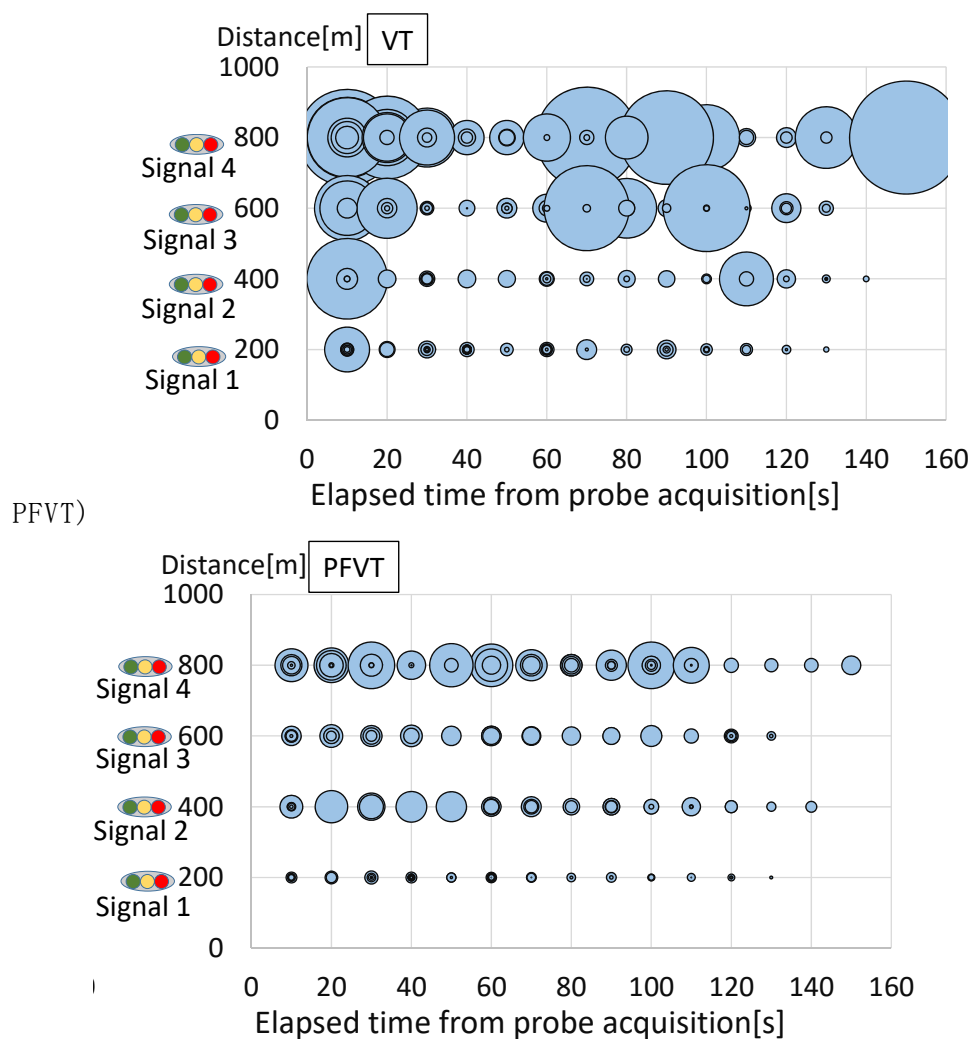 Distance[m] VT
1000
800
Signal 4
600
Signal 3
400
Signal 2
200
Signal 1
0
0 20 40 60 80 100 120 140 160
Elapsed time from probe acquisition[s]
PFVT)
Distance[m] PFVT
1000
800
Signal 4
600
Signal 3
400
Signal 2
200
Signal 1
0
)
0 20 40 60 80 100 120 140 160
Elapsed time from probe acquisition[s]